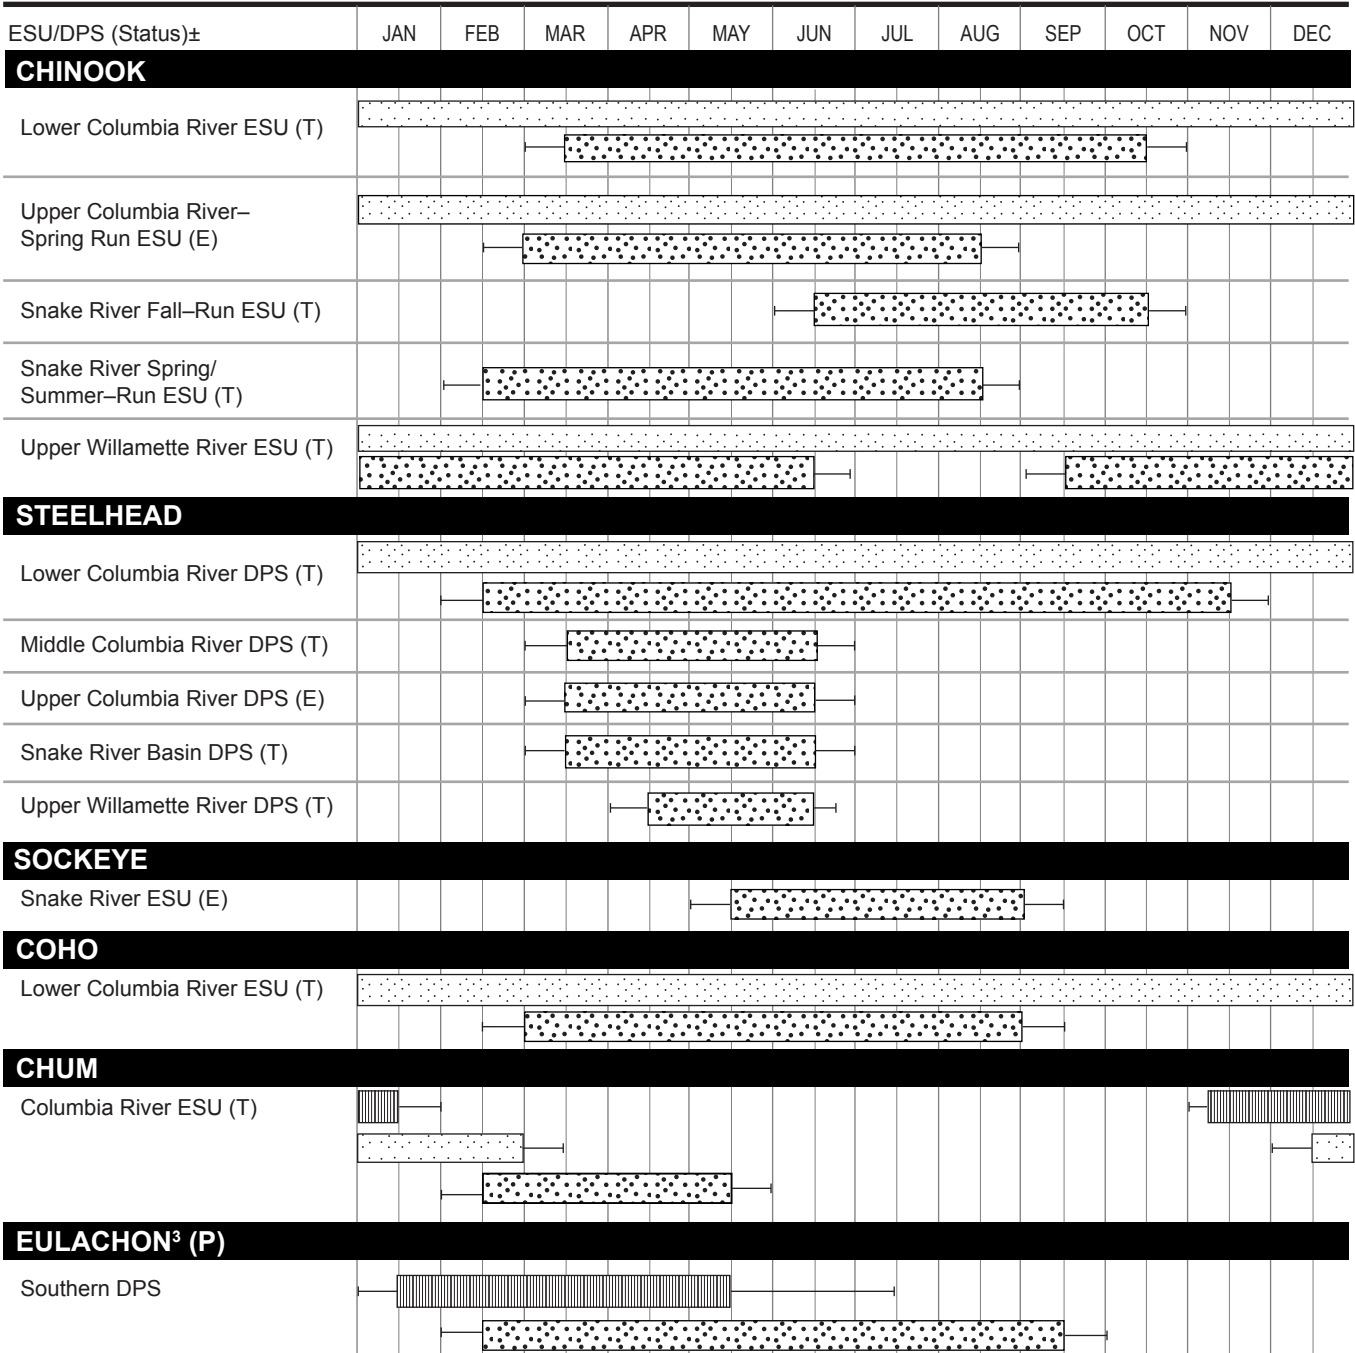 ESU/DPS (Status)± JAN FEB MAR APR MAY JUN JUL AUG SEP OCT NOV DEC
CHINOOK
Lower Columbia River ESU (T)
Upper Columbia River–
Spring Run ESU (E)
Snake River Fall–Run ESU (T)
Snake River Spring/
Summer–Run ESU (T)
Upper Willamette River ESU (T)
STEELHEAD
Lower Columbia River DPS (T)
Middle Columbia River DPS (T)
Upper Columbia River DPS (E)
Snake River Basin DPS (T)
Upper Willamette River DPS (T)
SOCKEYE
Snake River ESU (E)
COHO
Lower Columbia River ESU (T)
CHUM
Columbia River ESU (T)
EULACHON³ (P)
Southern DPS